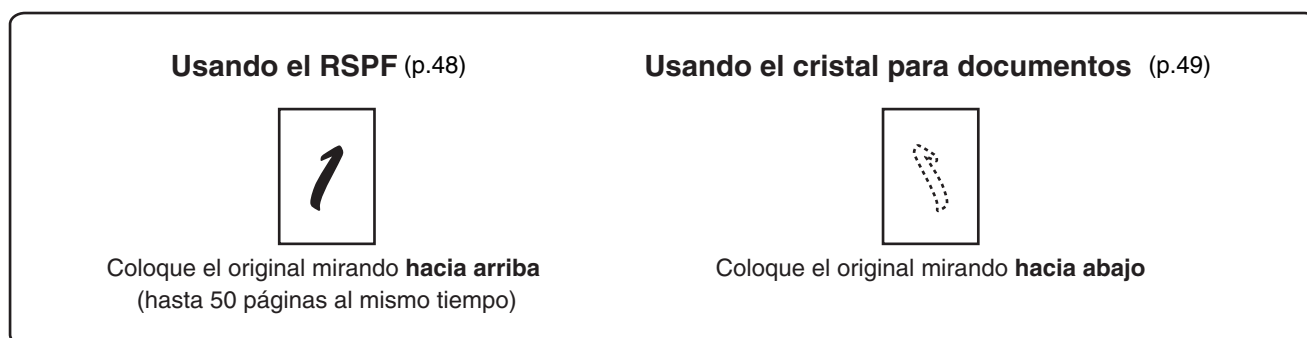 Usando el RSPF (p.48)
1
Coloque el original mirando hacia arriba
(hasta 50 páginas al mismo tiempo)
Usando el cristal para documentos (p.49)
1
Coloque el original mirando hacia abajo